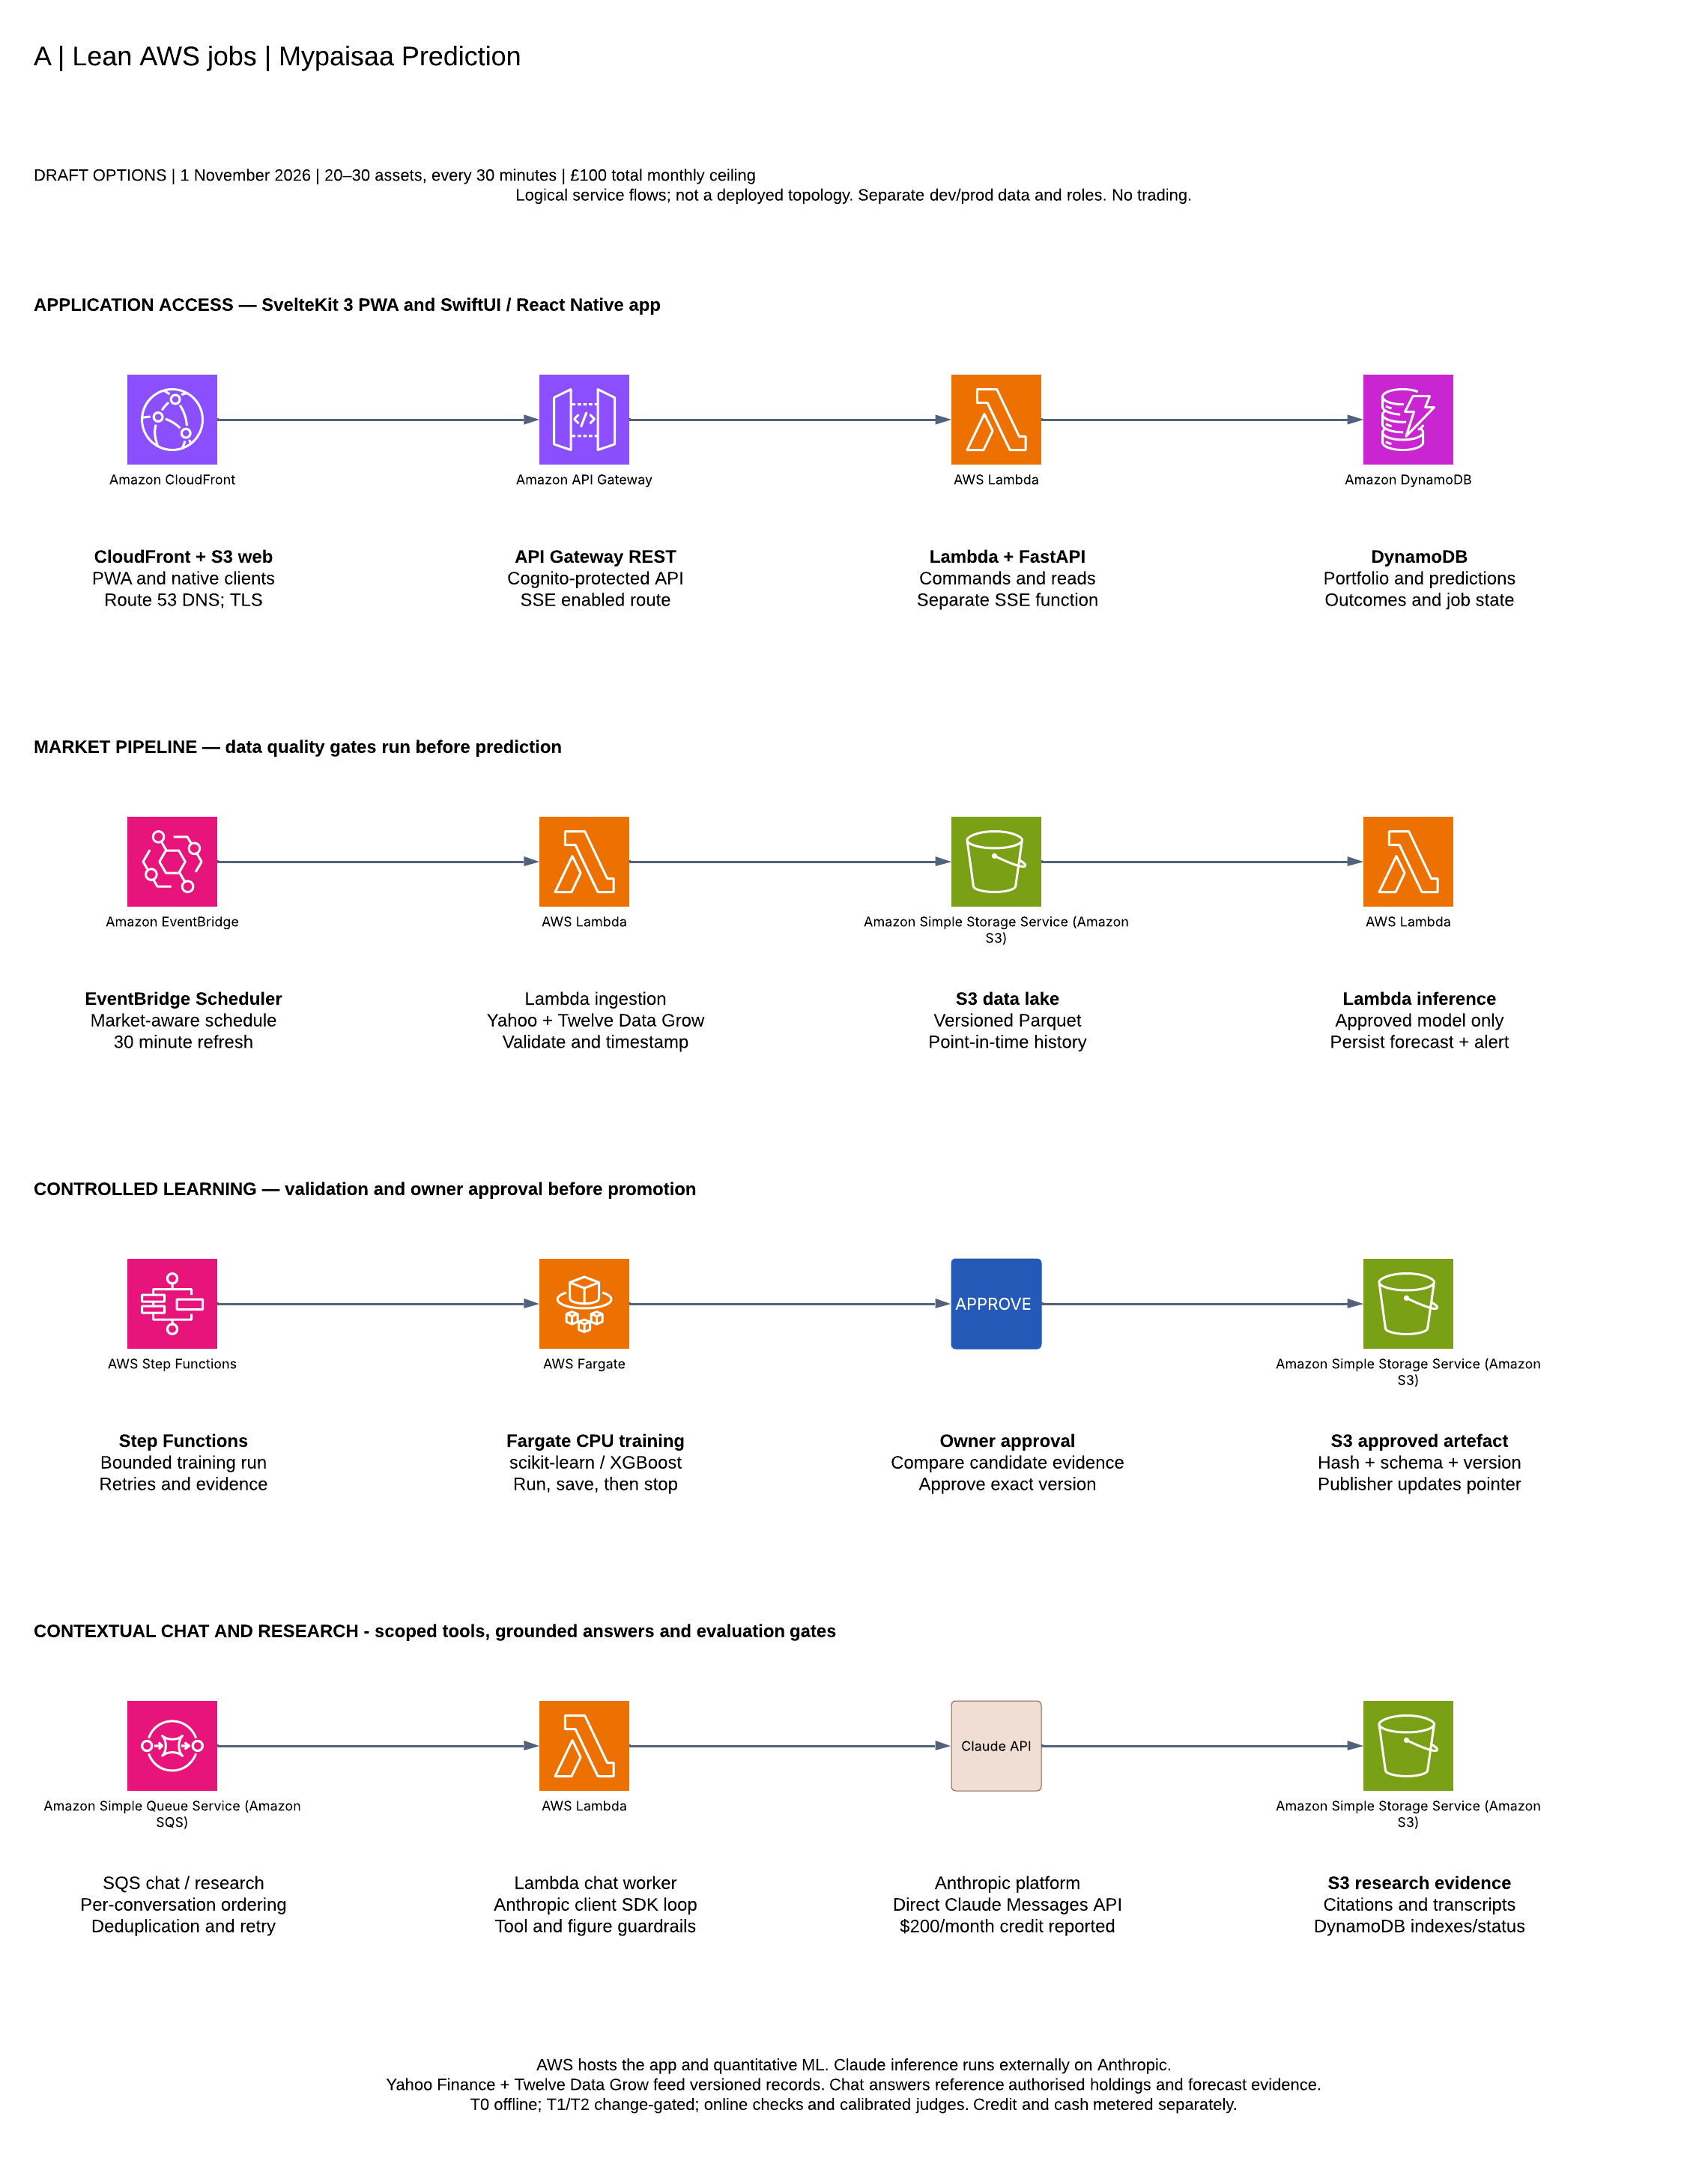 A | Lean AWS jobs | Mypaisaa Prediction
DRAFT OPTIONS | 1 November 2026 | 20–30 assets, every 30 minutes | £100 total monthly ceiling
Logical service flows; not a deployed topology. Separate dev/prod data and roles. No trading.
APPLICATION ACCESS — SvelteKit 3 PWA and SwiftUI / React Native app
Amazon CloudFront
Amazon API Gateway
AWS Lambda
Amazon DynamoDB
CloudFront + S3 web
PWA and native clients
Route 53 DNS; TLS
API Gateway REST
Cognito-protected API
SSE enabled route
Lambda + FastAPI
Commands and reads
Separate SSE function
DynamoDB
Portfolio and predictions
Outcomes and job state
MARKET PIPELINE — data quality gates run before prediction
Amazon EventBridge
AWS Lambda
Amazon Simple Storage Service (Amazon
S3)
AWS Lambda
EventBridge Scheduler
Market-aware schedule
30 minute refresh
Lambda ingestion
Yahoo + Twelve Data Grow
Validate and timestamp
S3 data lake
Versioned Parquet
Point-in-time history
Lambda inference
Approved model only
Persist forecast + alert
CONTROLLED LEARNING — validation and owner approval before promotion
APPROVE
AWS Step Functions
AWS Fargate
Amazon Simple Storage Service (Amazon
S3)
Step Functions
Bounded training run
Retries and evidence
Fargate CPU training
scikit-learn / XGBoost
Run, save, then stop
Owner approval
Compare candidate evidence
Approve exact version
S3 approved artefact
Hash + schema + version
Publisher updates pointer
CONTEXTUAL CHAT AND RESEARCH - scoped tools, grounded answers and evaluation gates
Claude API
Amazon Simple Queue Service (Amazon
SQS)
AWS Lambda
Amazon Simple Storage Service (Amazon
S3)
SQS chat / research
Per-conversation ordering
Deduplication and retry
Lambda chat worker
Anthropic client SDK loop
Tool and figure guardrails
Anthropic platform
Direct Claude Messages API
$200/month credit reported
S3 research evidence
Citations and transcripts
DynamoDB indexes/status
AWS hosts the app and quantitative ML. Claude inference runs externally on Anthropic.
Yahoo Finance + Twelve Data Grow feed versioned records. Chat answers reference authorised holdings and forecast evidence.
T0 offline; T1/T2 change-gated; online checks and calibrated judges. Credit and cash metered separately.